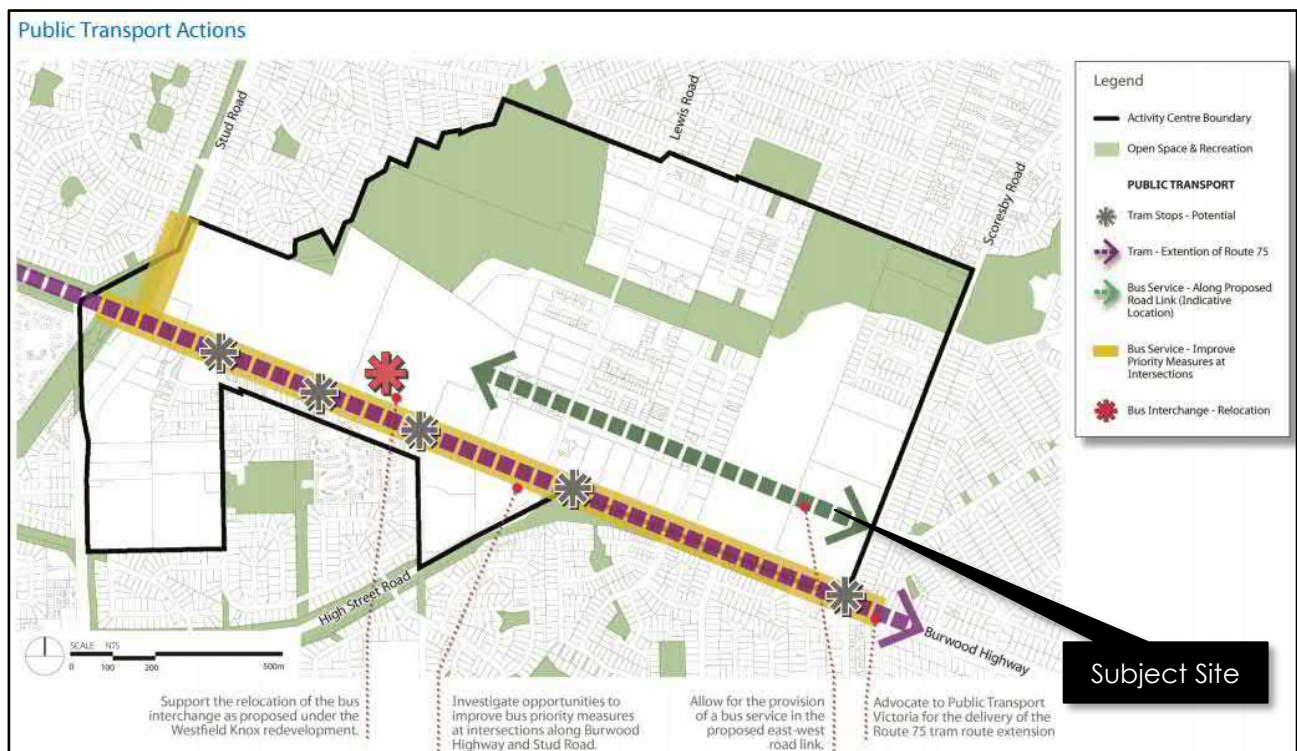 Public Transport Actions
Stud Road
Lewis Road
Scoresby Road
High Street Road
Burwood Highway
SCALE NTS
0 100 200 500m
Legend
Activity Centre Boundary
Open Space & Recreation
PUBLIC TRANSPORT
Tram Stops - Potential
Tram - Extention of Route 75
Bus Service - Along Proposed
Road Link (Indicative
Location)
Bus Service - Improve
Priority Measures at
Intersections
Bus Interchange - Relocation
Subject Site
Support the relocation of the bus
interchange as proposed under the
Westfield Knox redevelopment.
Investigate opportunities to
improve bus priority measures
at intersections along Burwood
Highway and Stud Road.
Allow for the provision
of a bus service in the
proposed east-west
road link.
Advocate to Public Transport
Victoria for the delivery of the
Route 75 tram route extension